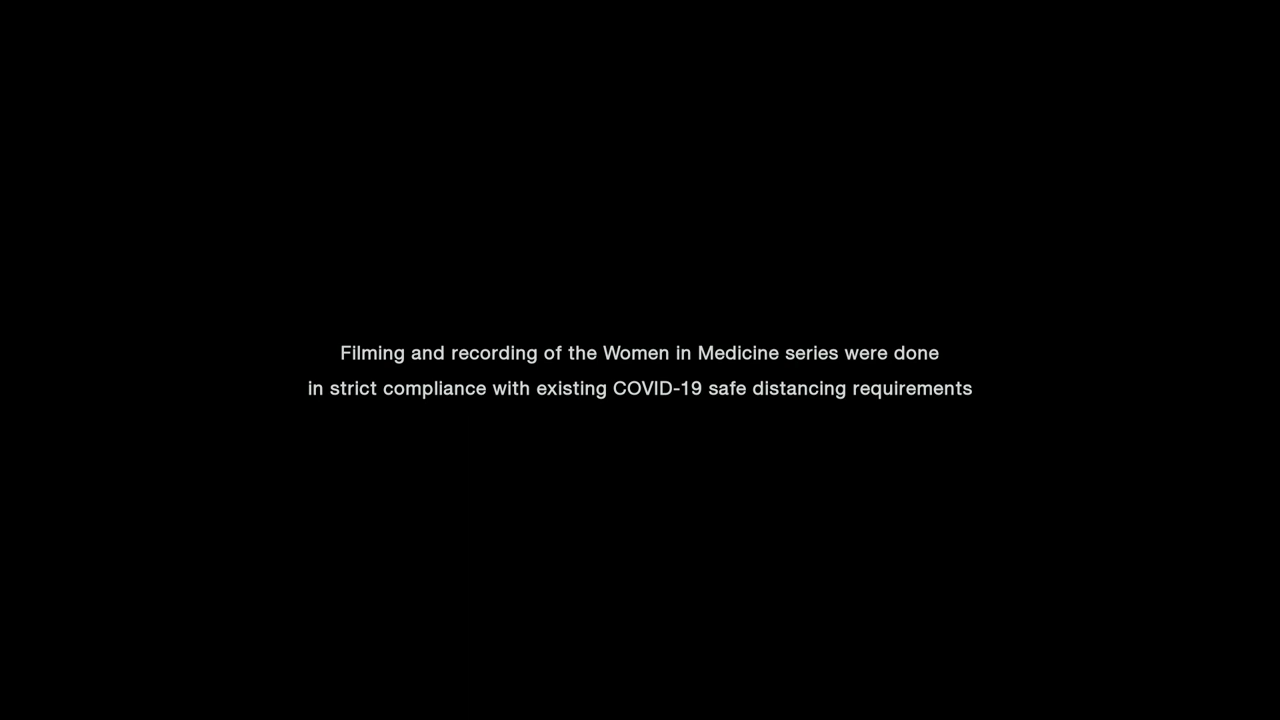 Filming and recording of the Women in Medicine series were done
in strict compliance with existing COVID-19 safe distancing requirements